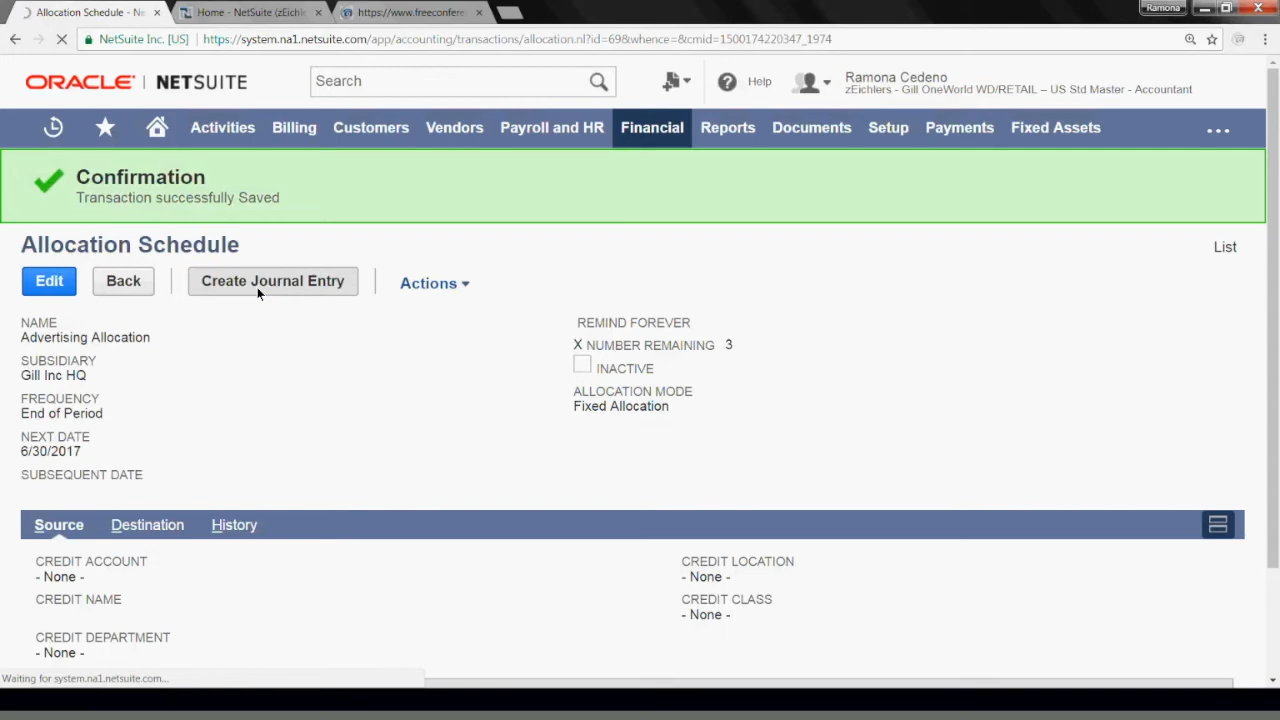 Allocation Schedule - Ne
Home - NetSuite (zEichle
https://www.freeconfere
Ramona
NetSuite Inc. [US]
https://system.na1.netsuite.com/app/accounting/transactions/allocation.nl?id=69&whence=&cmid=1500174220347_1974
ORACLE | NETSUITE
Search
Help
Ramona Cedeno
zEichlers - Gill OneWorld WD/RETAIL – US Std Master - Accountant
Activities Billing Customers Vendors Payroll and HR Financial Reports Documents Setup Payments Fixed Assets ...
Confirmation
Transaction successfully Saved
Allocation Schedule
List
Edit Back Create Journal Entry Actions
NAME
Advertising Allocation
SUBSIDIARY
Gill Inc HQ
FREQUENCY
End of Period
NEXT DATE
6/30/2017
SUBSEQUENT DATE
REMIND FOREVER
X NUMBER REMAINING 3
INACTIVE
ALLOCATION MODE
Fixed Allocation
Source Destination History
CREDIT ACCOUNT
- None -
CREDIT NAME
CREDIT DEPARTMENT
- None -
CREDIT LOCATION
- None -
CREDIT CLASS
- None -
Waiting for system.na1.netsuite.com...